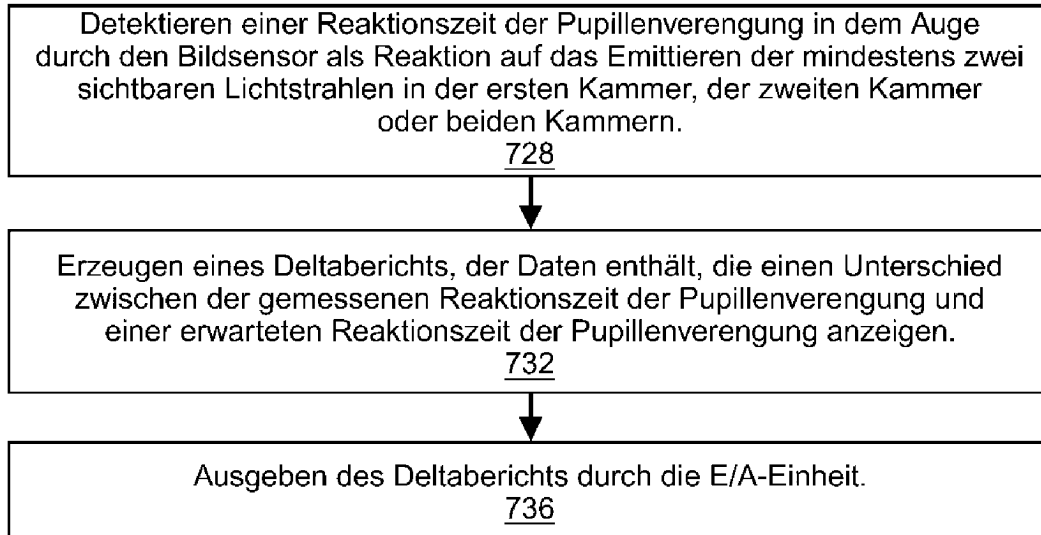 Detektieren einer Reaktionszeit der Pupillenverengung in dem Auge
durch den Bildsensor als Reaktion auf das Emittieren der mindestens zwei
sichtbaren Lichtstrahlen in der ersten Kammer, der zweiten Kammer
oder beiden Kammern.
728
Erzeugen eines Deltaberichts, der Daten enthält, die einen Unterschied
zwischen der gemessenen Reaktionszeit der Pupillenverengung und
einer erwarteten Reaktionszeit der Pupillenverengung anzeigen.
732
Ausgeben des Deltaberichts durch die E/A-Einheit.
736